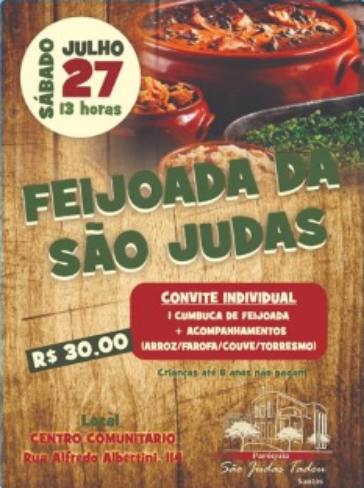 SÁBADO
JULHO
27
13 horas
FEIJOADA DA
SÃO JUDAS
CONVITE INDIVIDUAL
1 CUMBUCA DE FEIJOADA
+ ACOMPANHAMENTOS
(ARROZ/FAROFA/COUVE/TORRESMO)
R$ 30.00
Crianças até 8 anos não pagam
Local
CENTRO COMUNITÁRIO
Rua Alfredo Albertini, 114
Paróquia
São Judas Tadeu
Santos